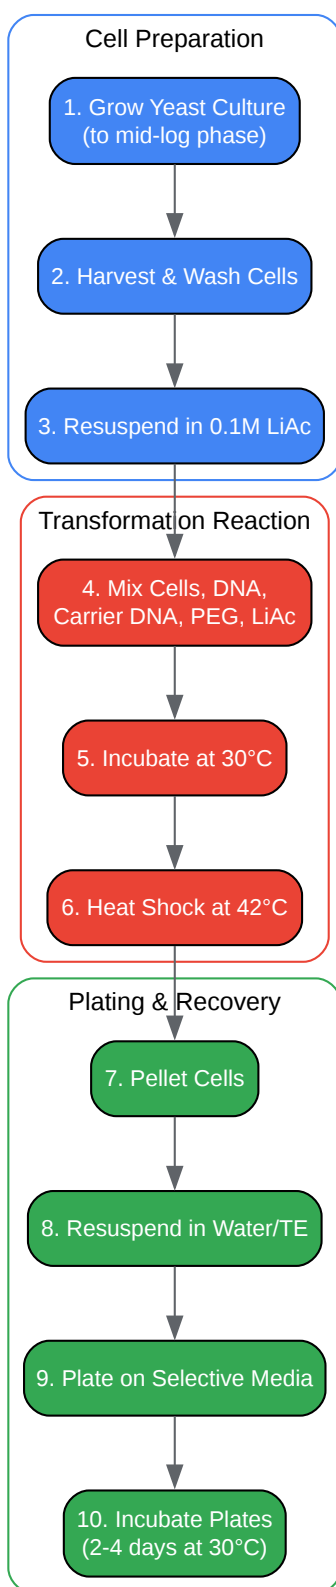 Cell Preparation
1. Grow Yeast Culture
(to mid-log phase)
2. Harvest & Wash Cells
3. Resuspend in 0.1M LiAc
Transformation Reaction
4. Mix Cells, DNA,
Carrier DNA, PEG, LiAc
5. Incubate at 30°C
6. Heat Shock at 42°C
Plating & Recovery
7. Pellet Cells
8. Resuspend in Water/TE
9. Plate on Selective Media
10. Incubate Plates
(2-4 days at 30°C)